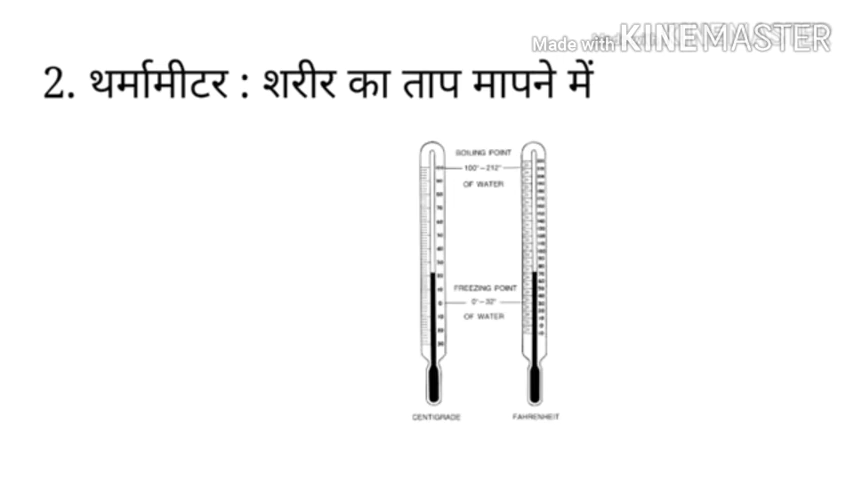 Made with KINEMASTER
2. थर्मामीटर : शरीर का ताप मापने में
BOILING POINT
100°-212°
OF WATER
FREEZING POINT
0°-32°
OF WATER
CENTIGRADE
FAHRENHEIT